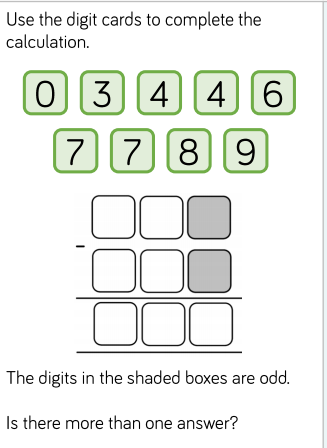 Use the digit cards to complete the
calculation.
0 3 4 4 6
7 7 8 9
-
The digits in the shaded boxes are odd.
Is there more than one answer?